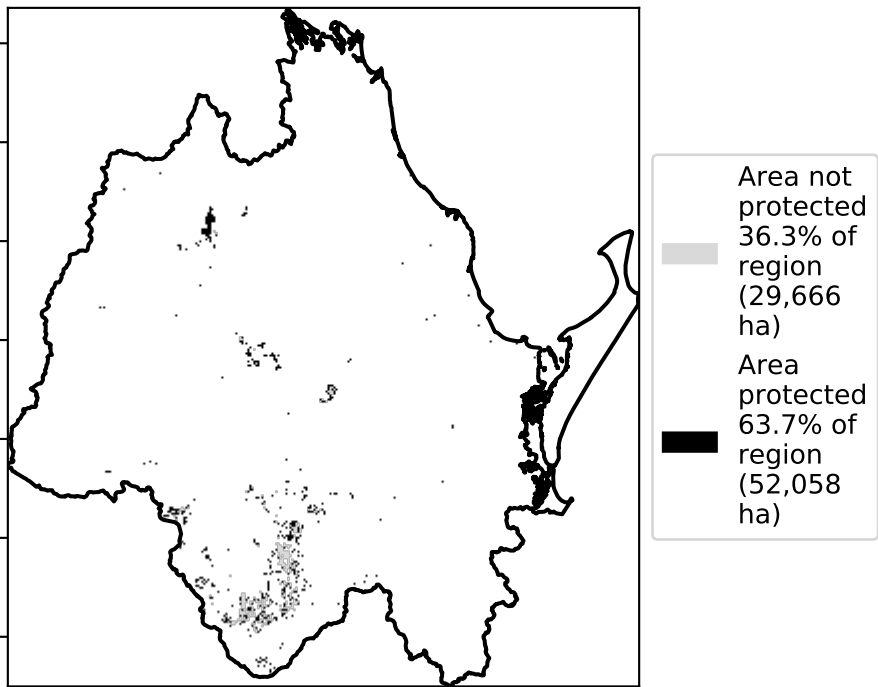 Area not
protected
36.3% of
region
(29,666
ha)
Area
protected
63.7% of
region
(52,058
ha)